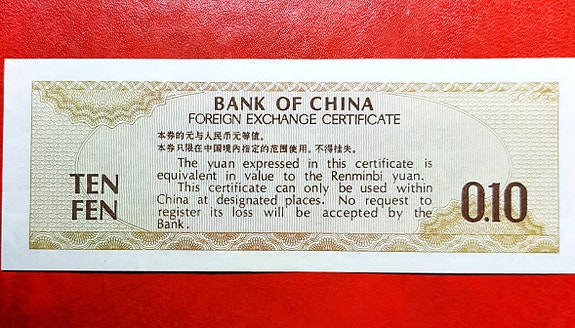 BANK OF CHINA
FOREIGN EXCHANGE CERTIFICATE
本券的元与人民币元等值。
本券只限在中国境内指定的范围使用，不得挂失。
The yuan expressed in this certificate is
equivalent in value to the Renminbi yuan.
This certificate can only be used within
China at designated places. No request to
register its loss will be accepted by the
Bank.
TEN
FEN
0.10